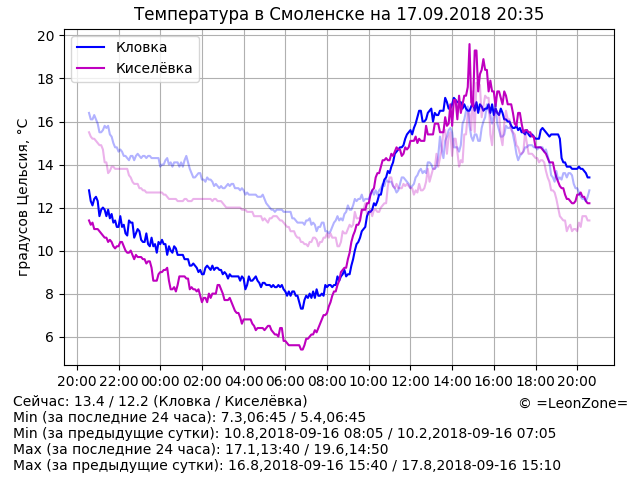 Температура в Смоленске на 17.09.2018 20:35
Кловка
Киселёвка
градусов Цельсия, °C
20
18
16
14
12
10
8
6
20:00 22:00 00:00 02:00 04:00 06:00 08:00 10:00 12:00 14:00 16:00 18:00 20:00
Сейчас: 13.4 / 12.2 (Кловка / Киселёвка)
© =LeonZone=
Min (за последние 24 часа): 7.3,06:45 / 5.4,06:45
Min (за предыдущие сутки): 10.8,2018-09-16 08:05 / 10.2,2018-09-16 07:05
Max (за последние 24 часа): 17.1,13:40 / 19.6,14:50
Max (за предыдущие сутки): 16.8,2018-09-16 15:40 / 17.8,2018-09-16 15:10